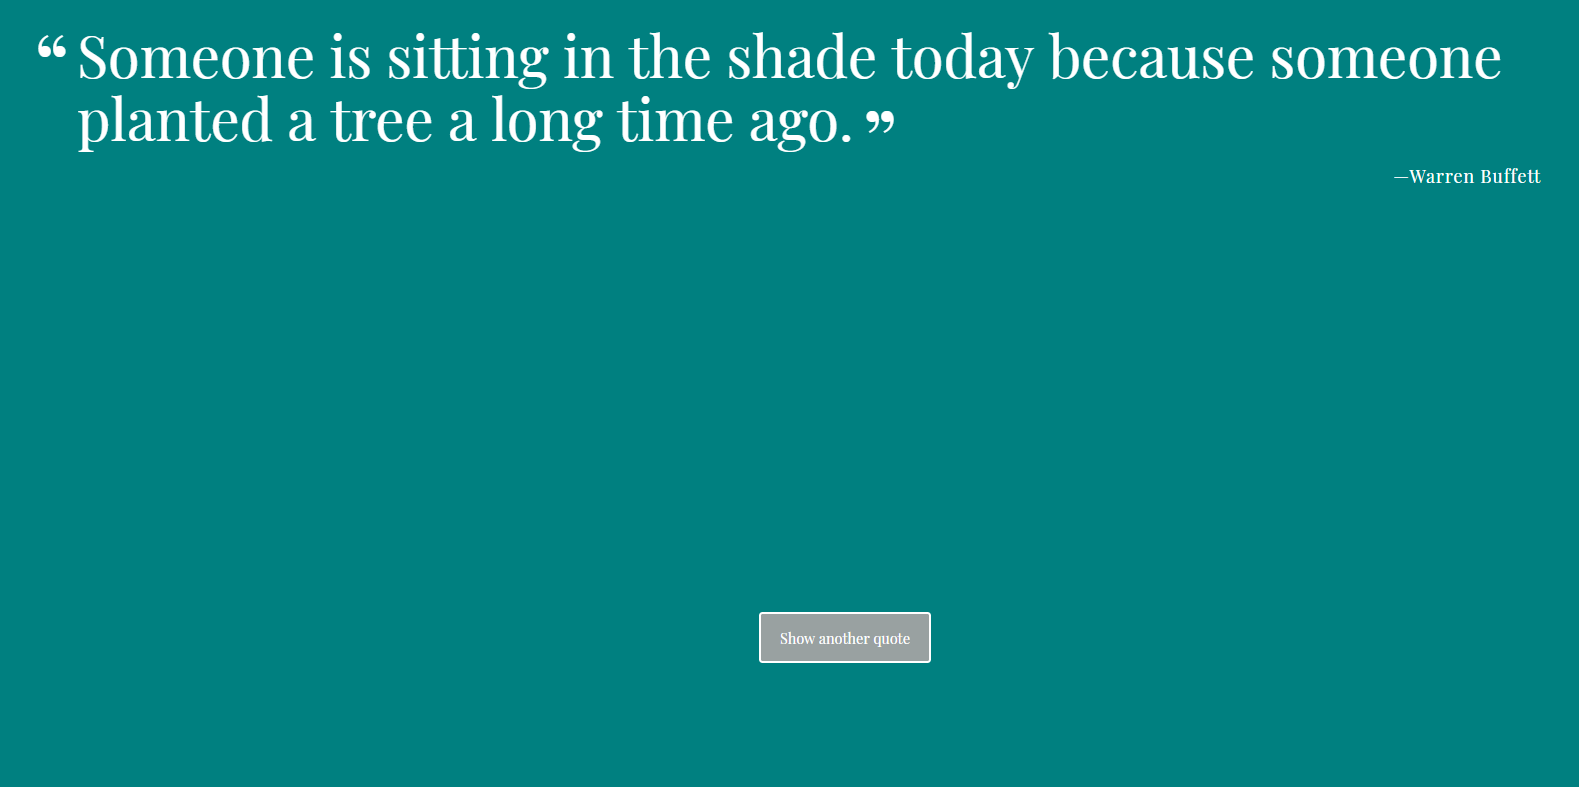 “Someone is sitting in the shade today because someone
planted a tree a long time ago.”
—Warren Buffett
Show another quote